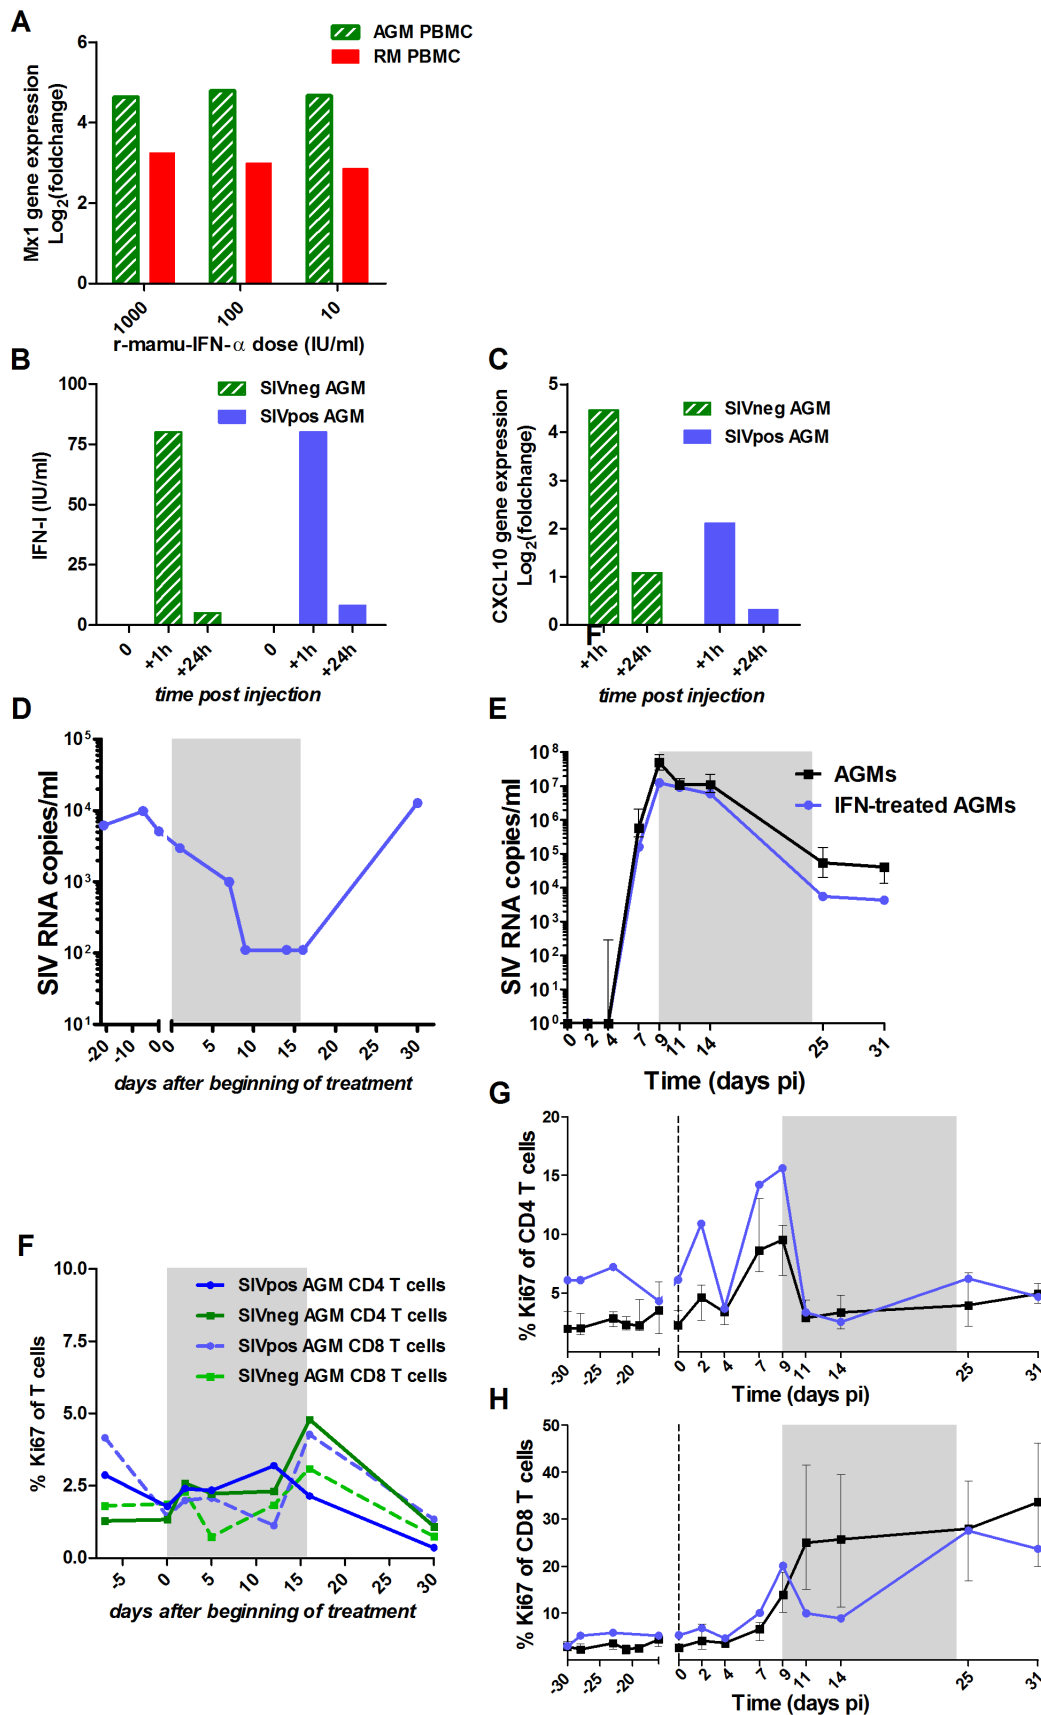 A
AGM PBMC
RM PBMC
Mx1 gene expression
Log2(foldchange)
6
4
2
0
1000
100
10
r-mamu-IFN-α dose (IU/ml)
B
SIVneg AGM
SIVpos AGM
IFN-I (IU/ml)
100
75
50
25
0
0
+1h
+24h
0
+1h
+24h
time post injection
C
SIVneg AGM
SIVpos AGM
CXCL10 gene expression
Log2(foldchange)
5
4
3
2
1
0
F
+1h
+24h
+1h
+24h
time post injection
D
SIV RNA copies/ml
10^5
10^4
10^3
10^2
10^1
-20
-10
0
0
5
10
15
20
25
30
days after beginning of treatment
E
AGMs
IFN-treated AGMs
SIV RNA copies/ml
10^8
10^7
10^6
10^5
10^4
10^3
10^2
10^1
10^0
0
2
4
7
9
11
14
25
31
Time (days pi)
F
SIVpos AGM CD4 T cells
SIVneg AGM CD4 T cells
SIVpos AGM CD8 T cells
SIVneg AGM CD8 T cells
% Ki67 of T cells
10.0
7.5
5.0
2.5
0.0
-5
0
5
10
15
20
25
30
days after beginning of treatment
G
% Ki67 of CD4 T cells
20
15
10
5
-30
-25
-20
0
2
4
7
9
11
14
25
31
Time (days pi)
H
% Ki67 of CD8 T cells
50
40
30
20
10
-30
-25
-20
0
2
4
7
9
11
14
25
31
Time (days pi)